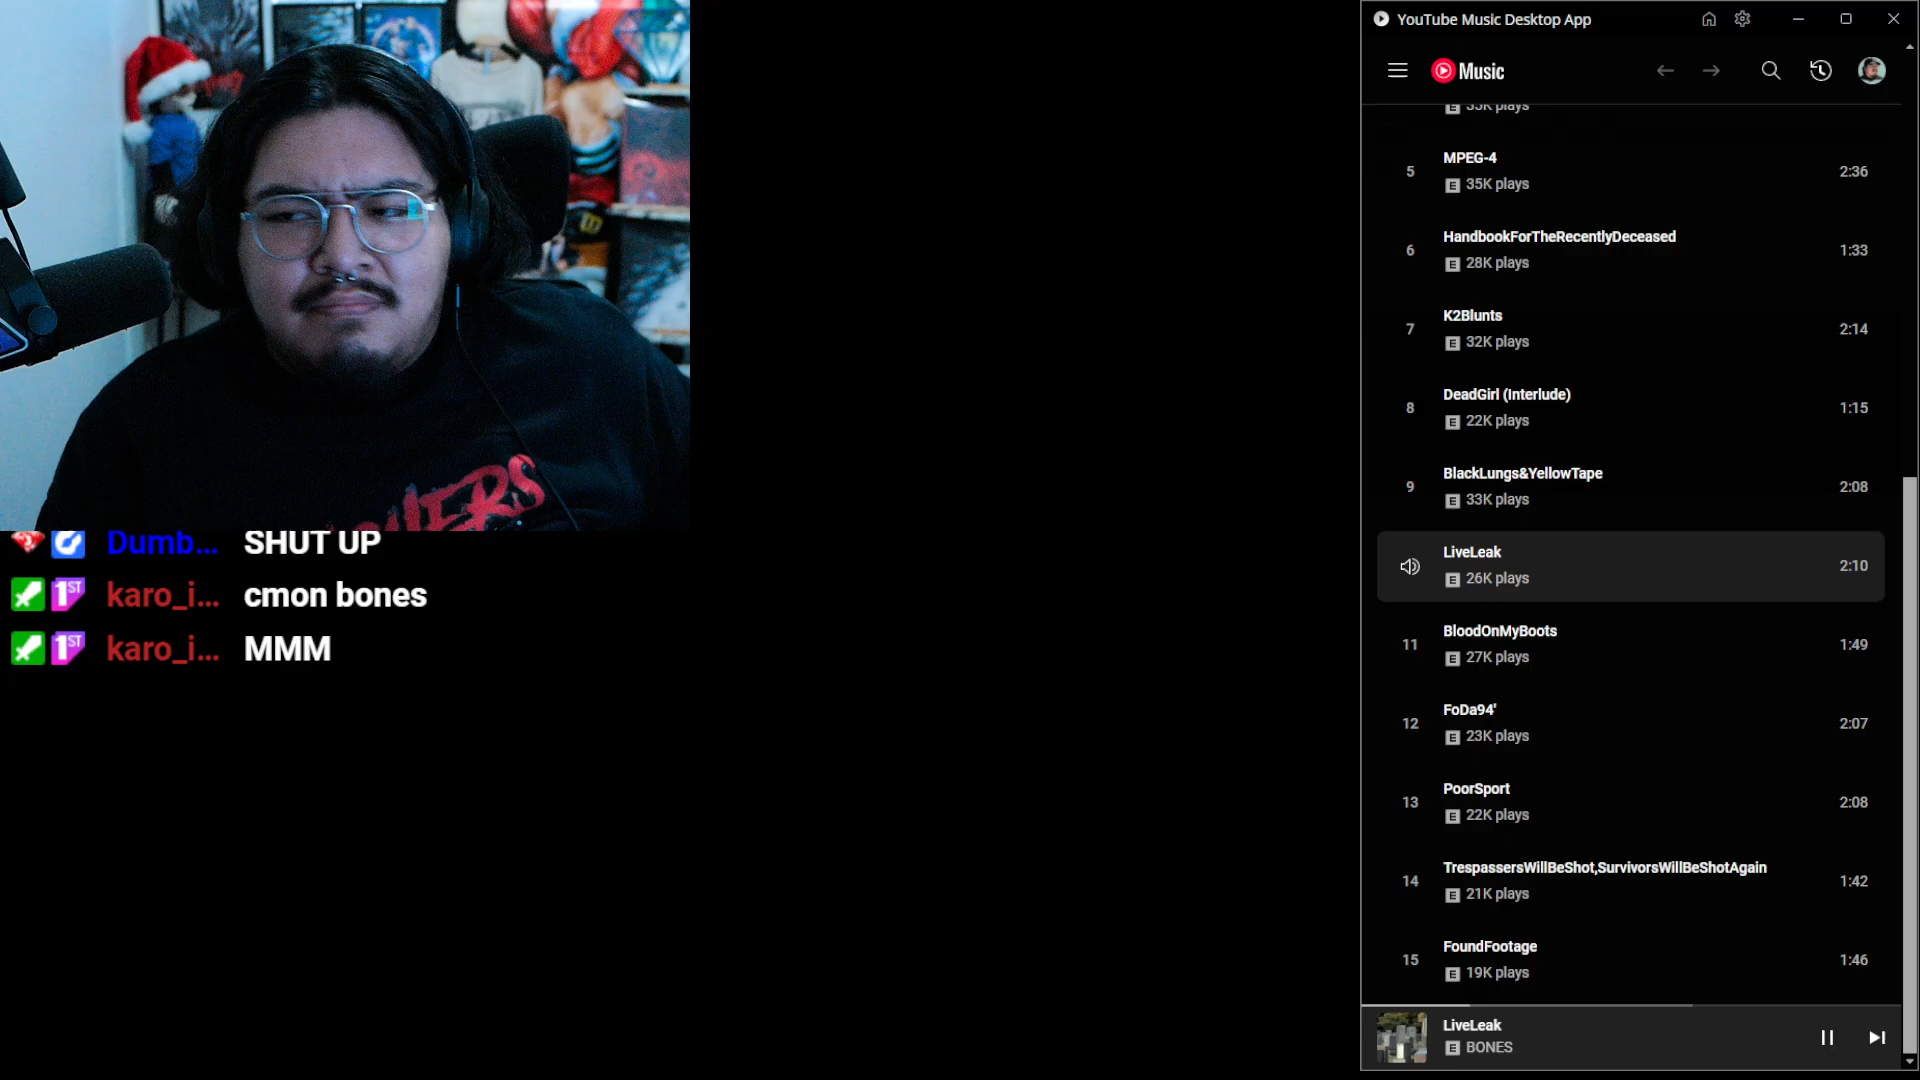 Dumb... SHUT UP
1ST karo_i... cmon bones
1ST karo_i... MMM
YouTube Music Desktop App
Music
E 35K plays
5 MPEG-4 2:36
E 35K plays
6 HandbookForTheRecentlyDeceased 1:33
E 28K plays
7 K2Blunts 2:14
E 32K plays
8 DeadGirl (Interlude) 1:15
E 22K plays
9 BlackLungs&YellowTape 2:08
E 33K plays
LiveLeak 2:10
E 26K plays
11 BloodOnMyBoots 1:49
E 27K plays
12 FoDa94' 2:07
E 23K plays
13 PoorSport 2:08
E 22K plays
14 TrespassersWillBeShot,SurvivorsWillBeShotAgain 1:42
E 21K plays
15 FoundFootage 1:46
E 19K plays
LiveLeak
E BONES